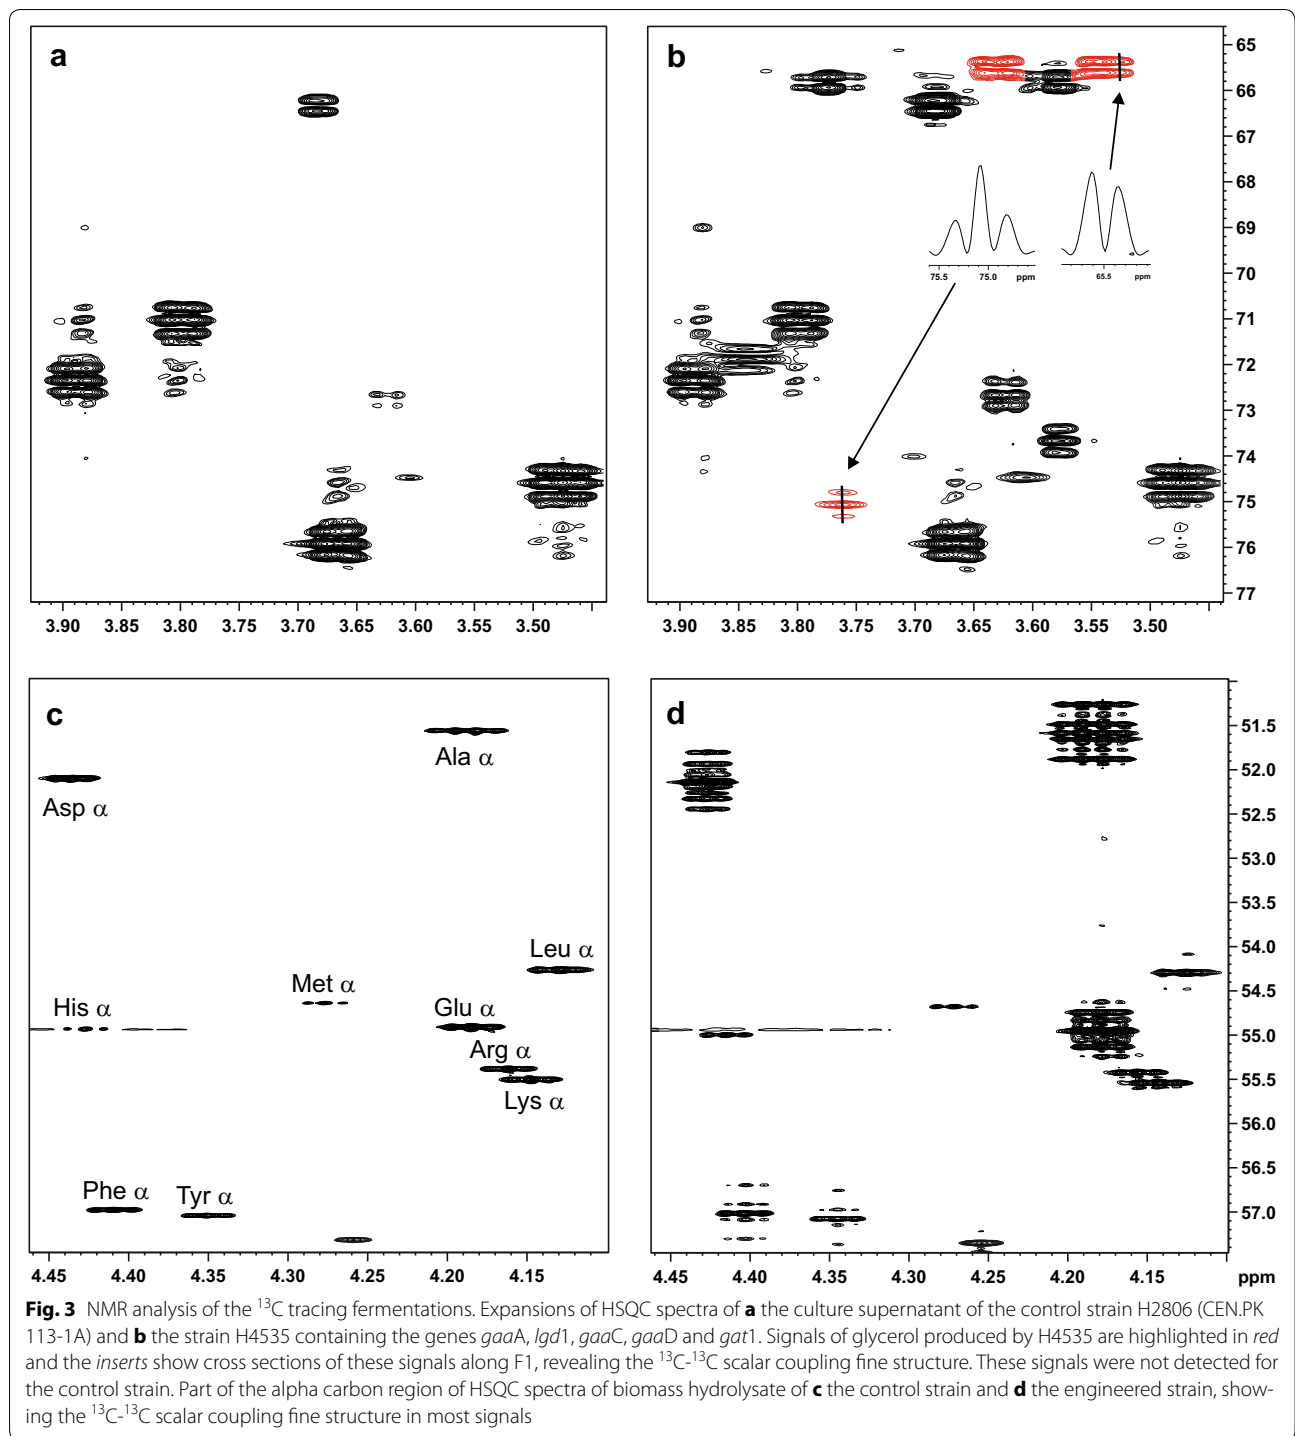 a
b
65
66
67
68
69
70
71
72
73
74
75
76
77
75.5 75.0 ppm
65.5 ppm
3.90 3.85 3.80 3.75 3.70 3.65 3.60 3.55 3.50
3.90 3.85 3.80 3.75 3.70 3.65 3.60 3.55 3.50
c
Ala α
Asp α
Leu α
Met α
His α
Glu α
Arg α
Lys α
Phe α
Tyr α
4.45 4.40 4.35 4.30 4.25 4.20 4.15
d
51.5
52.0
52.5
53.0
53.5
54.0
54.5
55.0
55.5
56.0
56.5
57.0
4.45 4.40 4.35 4.30 4.25 4.20 4.15 ppm
Fig. 3 NMR analysis of the ¹³C tracing fermentations. Expansions of HSQC spectra of a the culture supernatant of the control strain H2806 (CEN.PK
113-1A) and b the strain H4535 containing the genes gaaA, lgd1, gaaC, gaaD and gat1. Signals of glycerol produced by H4535 are highlighted in red
and the inserts show cross sections of these signals along F1, revealing the ¹³C-¹³C scalar coupling fine structure. These signals were not detected for
the control strain. Part of the alpha carbon region of HSQC spectra of biomass hydrolysate of c the control strain and d the engineered strain, show-
ing the ¹³C-¹³C scalar coupling fine structure in most signals